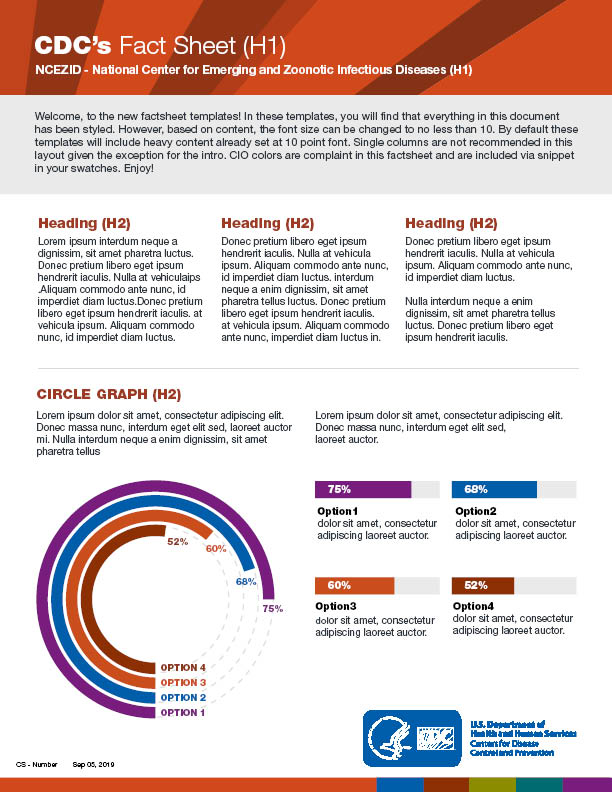 CDC's Fact Sheet (H1)
NCEZID - National Center for Emerging and Zoonotic Infectious Diseases (H1)
Welcome, to the new factsheet templates! In these templates, you will find that everything in this document
has been styled. However, based on content, the font size can be changed to no less than 10. By default these
templates will include heavy content already set at 10 point font. Single columns are not recommended in this
layout given the exception for the intro. CIO colors are complaint in this factsheet and are included via snippet
in your swatches. Enjoy!
Heading (H2)
Lorem ipsum interdum neque a
dignissim, sit amet pharetra luctus.
Donec pretium libero eget ipsum
hendrerit iaculis. Nulla at vehiculaips
.Aliquam commodo ante nunc, id
imperdiet diam luctus.Donec pretium
libero eget ipsum hendrerit iaculis. at
vehicula ipsum. Aliquam commodo
nunc, id imperdiet diam luctus.
Heading (H2)
Donec pretium libero eget ipsum
hendrerit iaculis. Nulla at vehicula
ipsum. Aliquam commodo ante nunc,
id imperdiet diam luctus. interdum
neque a enim dignissim, sit amet
pharetra tellus luctus. Donec pretium
libero eget ipsum hendrerit iaculis.
at vehicula ipsum. Aliquam commodo
ante nunc, imperdiet diam luctus in.
Heading (H2)
Donec pretium libero eget ipsum
hendrerit iaculis. Nulla at vehicula
ipsum. Aliquam commodo ante nunc,
id imperdiet diam luctus.
Nulla interdum neque a enim
dignissim, sit amet pharetra tellus
luctus. Donec pretium libero eget
ipsum hendrerit iaculis.
CIRCLE GRAPH (H2)
Lorem ipsum dolor sit amet, consectetur adipiscing elit.
Donec massa nunc, interdum eget elit sed, laoreet auctor
mi. Nulla interdum neque a enim dignissim, sit amet
pharetra tellus
Lorem ipsum dolor sit amet, consectetur adipiscing elit.
Donec massa nunc, interdum eget elit sed,
laoreet auctor.
52%
60%
68%
75%
OPTION 4
OPTION 3
OPTION 2
OPTION 1
75%
Option1
dolor sit amet, consectetur
adipiscing laoreet auctor.
68%
Option2
dolor sit amet, consectetur
adipiscing laoreet auctor.
60%
Option3
dolor sit amet, consectetur
adipiscing laoreet auctor.
52%
Option4
dolor sit amet, consectetur
adipiscing laoreet auctor.
CDC
U.S. Department of
Health and Human Services
Centers for Disease
Control and Prevention
CS - Number Sep 05, 2019